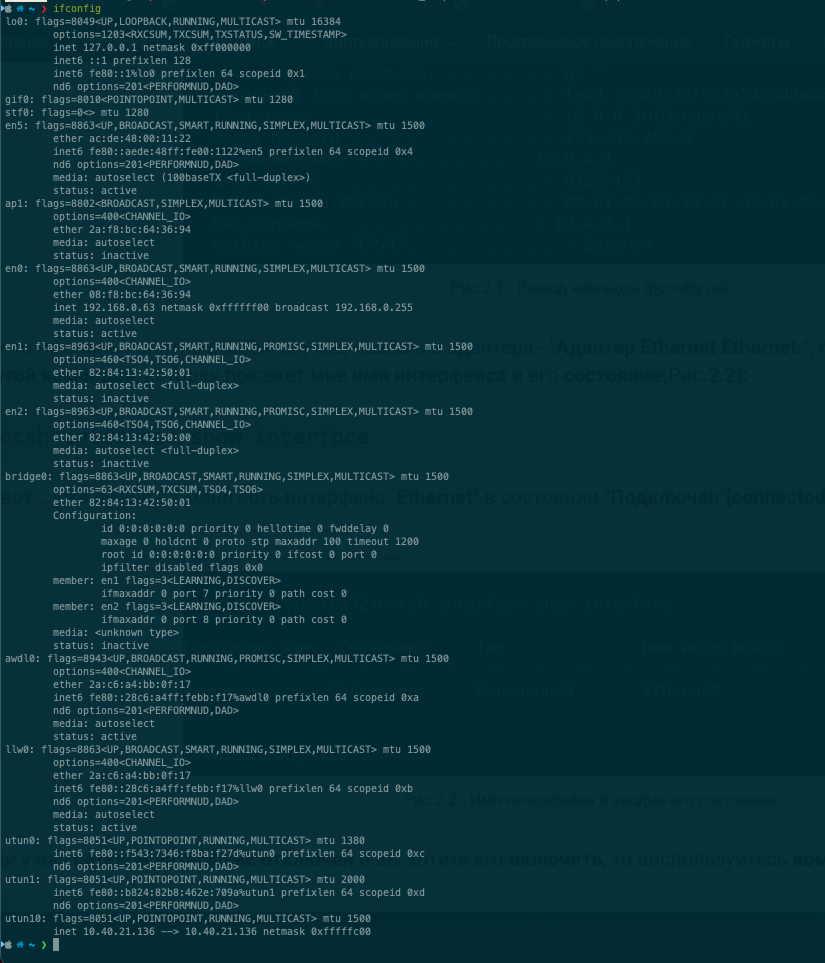 ~ ❯ ifconfig
lo0: flags=8049<UP,LOOPBACK,RUNNING,MULTICAST> mtu 16384
options=1203<RXCSUM,TXCSUM,TXSTATUS,SW_TIMESTAMP>
inet 127.0.0.1 netmask 0xff000000
inet6 ::1 prefixlen 128
inet6 fe80::1%lo0 prefixlen 64 scopeid 0x1
nd6 options=201<PERFORMNUD,DAD>
gif0: flags=8010<POINTOPOINT,MULTICAST> mtu 1280
stf0: flags=0<> mtu 1280
en5: flags=8863<UP,BROADCAST,SMART,RUNNING,SIMPLEX,MULTICAST> mtu 1500
ether ac:de:48:00:11:22
inet6 fe80::aede:48ff:fe00:1122%en5 prefixlen 64 scopeid 0x4
nd6 options=201<PERFORMNUD,DAD>
media: autoselect (100baseTX <full-duplex>)
status: active
ap1: flags=8802<BROADCAST,SIMPLEX,MULTICAST> mtu 1500
options=400<CHANNEL_IO>
ether 2a:f8:bc:64:36:94
media: autoselect
status: inactive
en0: flags=8863<UP,BROADCAST,SMART,RUNNING,SIMPLEX,MULTICAST> mtu 1500
options=400<CHANNEL_IO>
ether 08:f8:bc:64:36:94
inet 192.168.0.63 netmask 0xffffff00 broadcast 192.168.0.255
media: autoselect
status: active
en1: flags=8963<UP,BROADCAST,SMART,RUNNING,PROMISC,SIMPLEX,MULTICAST> mtu 1500
options=460<TSO4,TSO6,CHANNEL_IO>
ether 82:84:13:42:50:01
media: autoselect <full-duplex>
status: inactive
en2: flags=8963<UP,BROADCAST,SMART,RUNNING,PROMISC,SIMPLEX,MULTICAST> mtu 1500
options=460<TSO4,TSO6,CHANNEL_IO>
ether 82:84:13:42:50:00
media: autoselect <full-duplex>
status: inactive
bridge0: flags=8863<UP,BROADCAST,SMART,RUNNING,SIMPLEX,MULTICAST> mtu 1500
options=63<RXCSUM,TXCSUM,TSO4,TSO6>
ether 82:84:13:42:50:01
Configuration:
id 0:0:0:0:0:0 priority 0 hellotime 0 fwddelay 0
maxage 0 holdcnt 0 proto stp maxaddr 100 timeout 1200
root id 0:0:0:0:0:0 priority 0 ifcost 0 port 0
ipfilter disabled flags 0x0
member: en1 flags=3<LEARNING,DISCOVER>
ifmaxaddr 0 port 7 priority 0 path cost 0
member: en2 flags=3<LEARNING,DISCOVER>
ifmaxaddr 0 port 8 priority 0 path cost 0
media: <unknown type>
status: inactive
awdl0: flags=8943<UP,BROADCAST,RUNNING,PROMISC,SIMPLEX,MULTICAST> mtu 1500
options=400<CHANNEL_IO>
ether 2a:c6:a4:bb:0f:17
inet6 fe80::28c6:a4ff:febb:f17%awdl0 prefixlen 64 scopeid 0xa
nd6 options=201<PERFORMNUD,DAD>
media: autoselect
status: active
llw0: flags=8863<UP,BROADCAST,SMART,RUNNING,SIMPLEX,MULTICAST> mtu 1500
options=400<CHANNEL_IO>
ether 2a:c6:a4:bb:0f:17
inet6 fe80::28c6:a4ff:febb:f17%llw0 prefixlen 64 scopeid 0xb
nd6 options=201<PERFORMNUD,DAD>
media: autoselect
status: active
utun0: flags=8051<UP,POINTOPOINT,RUNNING,MULTICAST> mtu 1380
inet6 fe80::f543:7346:f8ba:f27d%utun0 prefixlen 64 scopeid 0xc
nd6 options=201<PERFORMNUD,DAD>
utun1: flags=8051<UP,POINTOPOINT,RUNNING,MULTICAST> mtu 2000
inet6 fe80::b824:82b8:462e:709a%utun1 prefixlen 64 scopeid 0xd
nd6 options=201<PERFORMNUD,DAD>
utun10: flags=8051<UP,POINTOPOINT,RUNNING,MULTICAST> mtu 1500
inet 10.40.21.136 --> 10.40.21.136 netmask 0xfffffc00
~ ❯